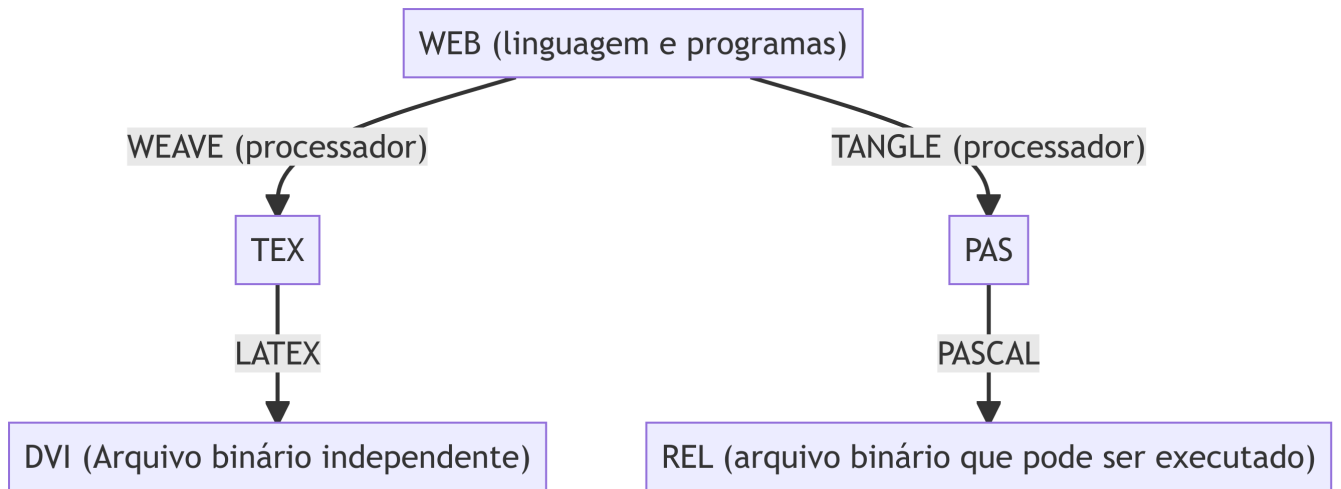 WEB (linguagem e programas)
WEAVE (processador)
TANGLE (processador)
TEX
PAS
LATEX
PASCAL
DVI (Arquivo binário independente)
REL (arquivo binário que pode ser executado)